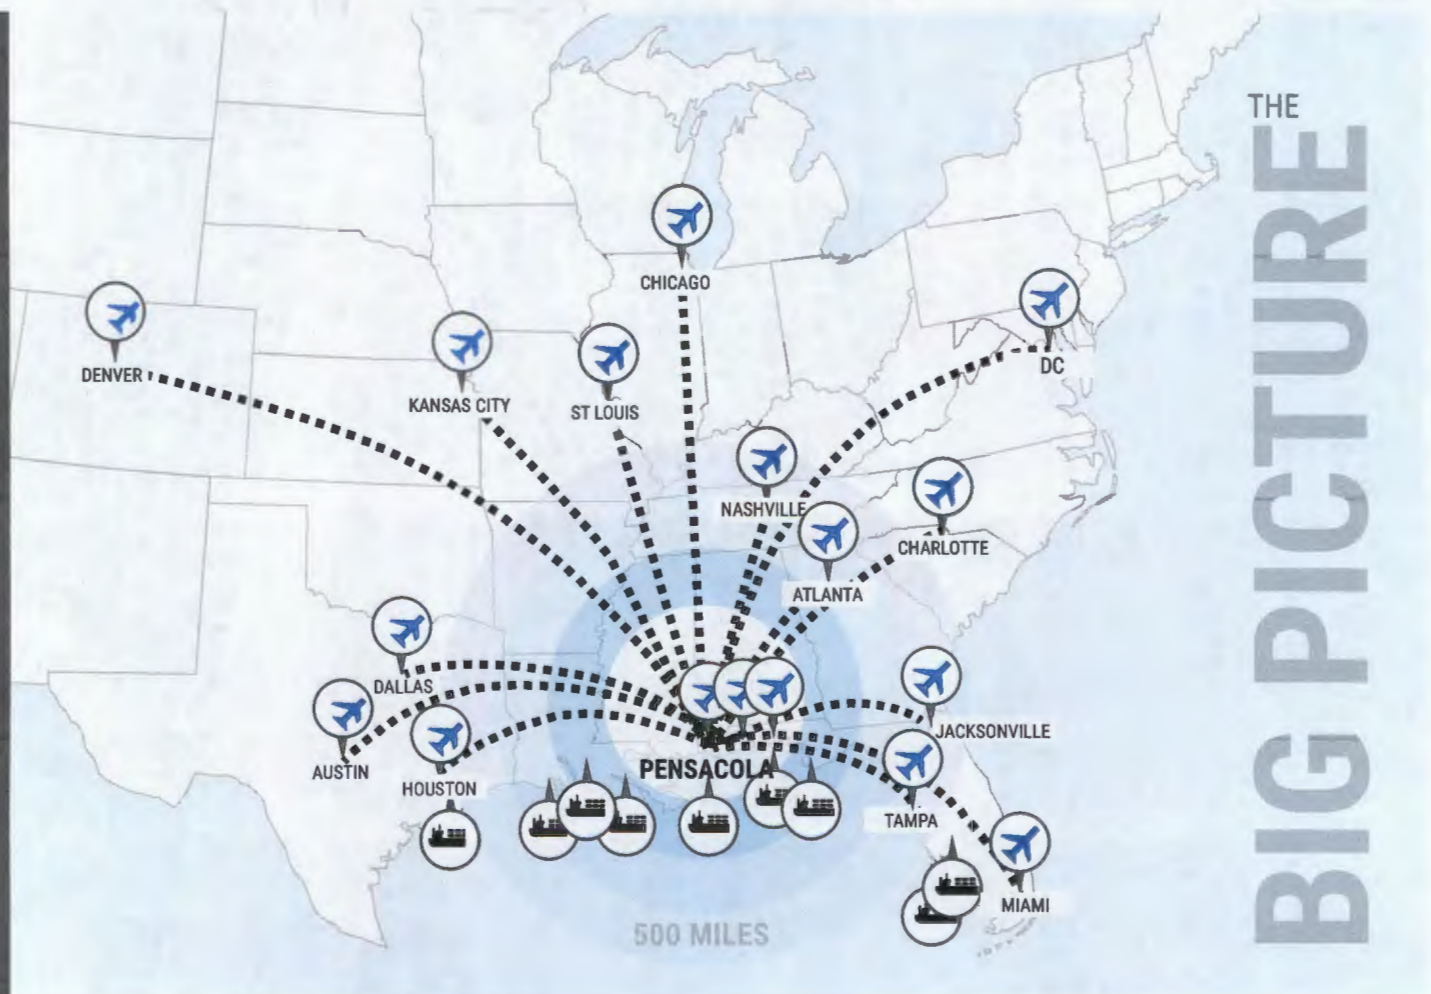 THE
BIG PICTURE
CHICAGO
DENVER
DC
KANSAS CITY
ST LOUIS
NASHVILLE
CHARLOTTE
ATLANTA
DALLAS
JACKSONVILLE
AUSTIN
PENSACOLA
HOUSTON
TAMPA
MIAMI
500 MILES